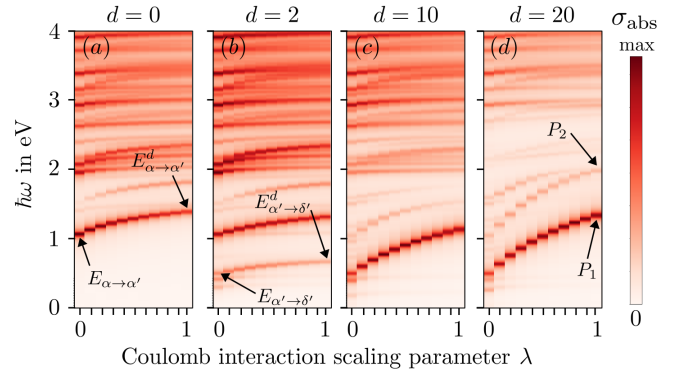 d = 0 d = 2 d = 10 d = 20 σabs
max
(a) (b) (c) (d)
4
3
2
1
0
ħω in eV
E^d_{α→α′}
E_{α→α′}
E^d_{α′→δ′}
E_{α′→δ′}
P₂
P₁
0
0 1 0 1 0 1 0 1
Coulomb interaction scaling parameter λ